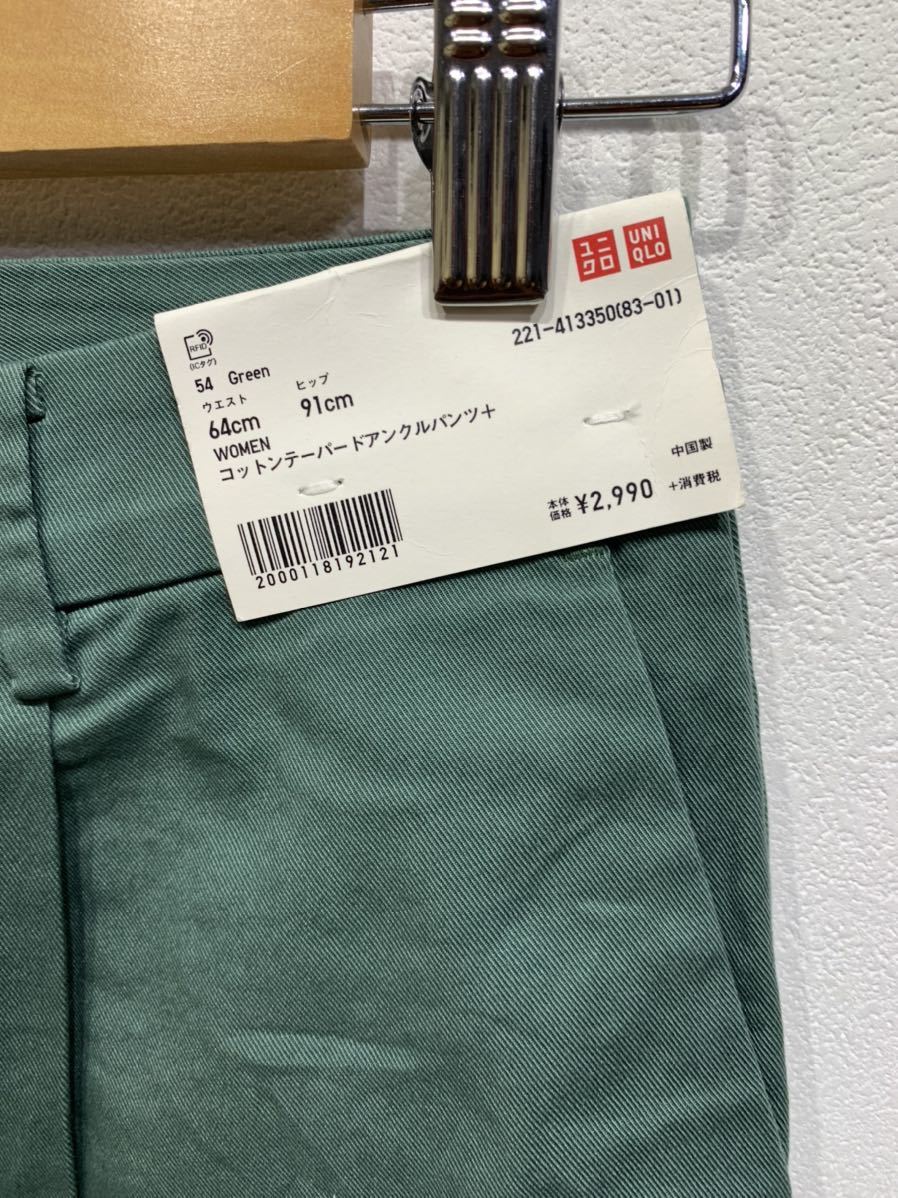 ユニ
クロ
UNI
QLO
221-413350(83-01)
RFID
(ICタグ)
54 Green
ウエスト ヒップ
64cm 91cm
WOMEN
コットンテーパードアンクルパンツ+
中国製
本体
価格 ¥2,990 +消費税
2000118192121